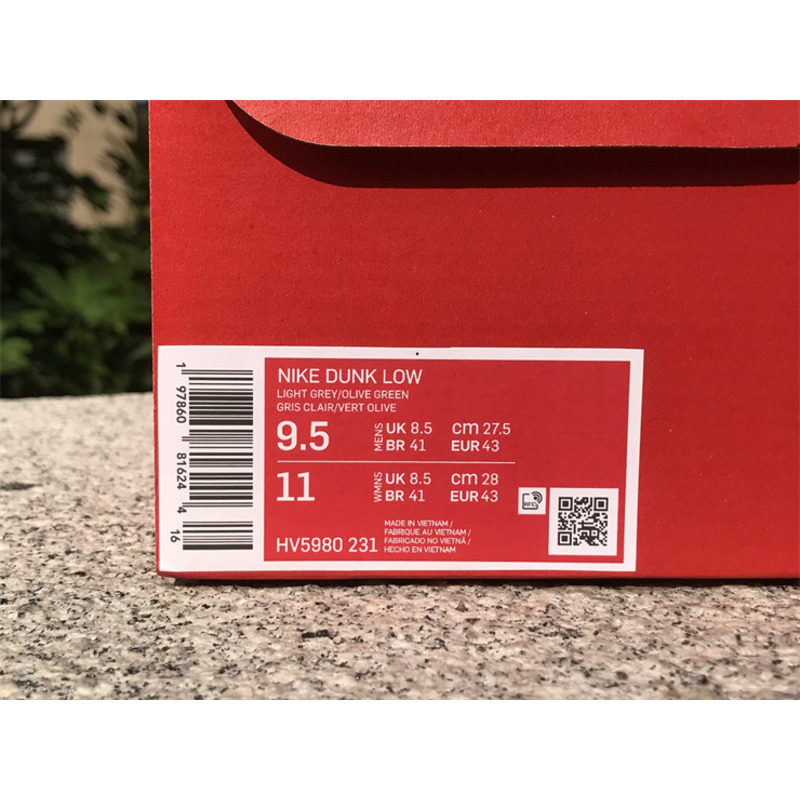 NIKE DUNK LOW
LIGHT GREY/OLIVE GREEN
GRIS CLAIR/VERT OLIVE
9.5 MENS UK 8.5 cm 27.5
BR 41 EUR 43
11 WMNS UK 8.5 cm 28
BR 41 EUR 43
HV5980 231
MADE IN VIETNAM /
FABRIQUE AU VIETNAM /
FABRICADO NO VIETNÃ /
HECHO EN VIETNAM
1 97860 81624 4 16
RFID